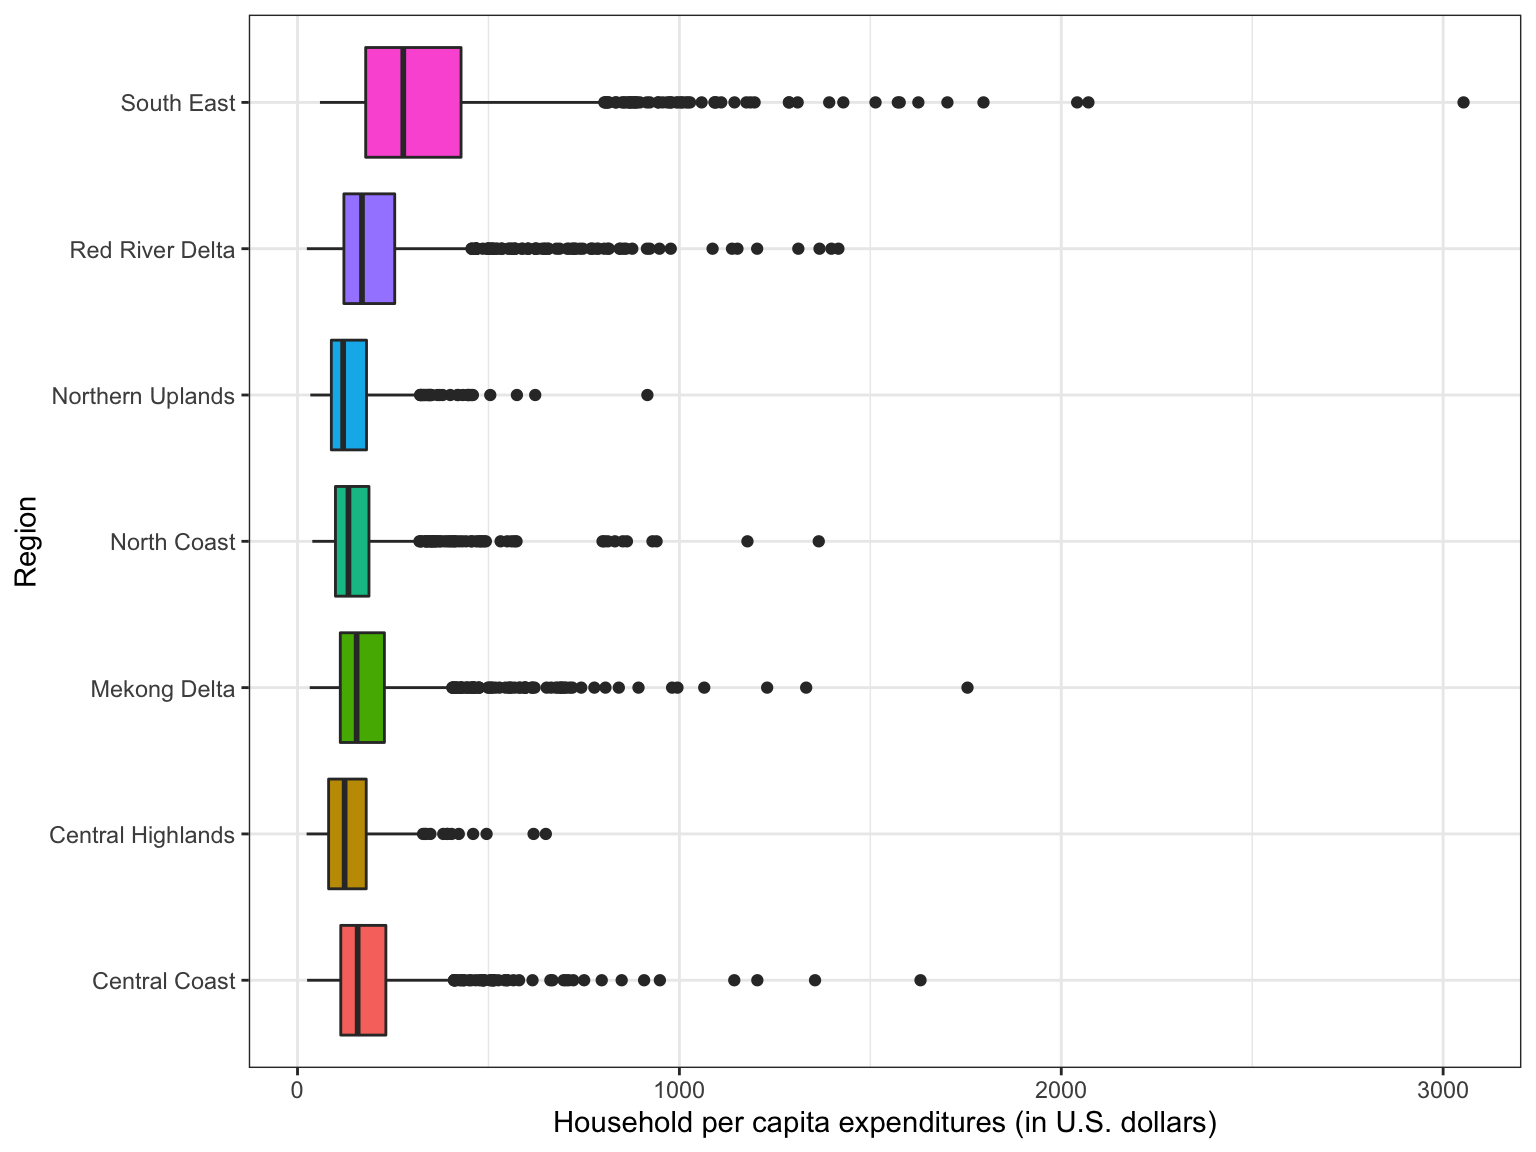 South East
Red River Delta
Northern Uplands
North Coast
Mekong Delta
Central Highlands
Central Coast
Region
0 1000 2000 3000
Household per capita expenditures (in U.S. dollars)